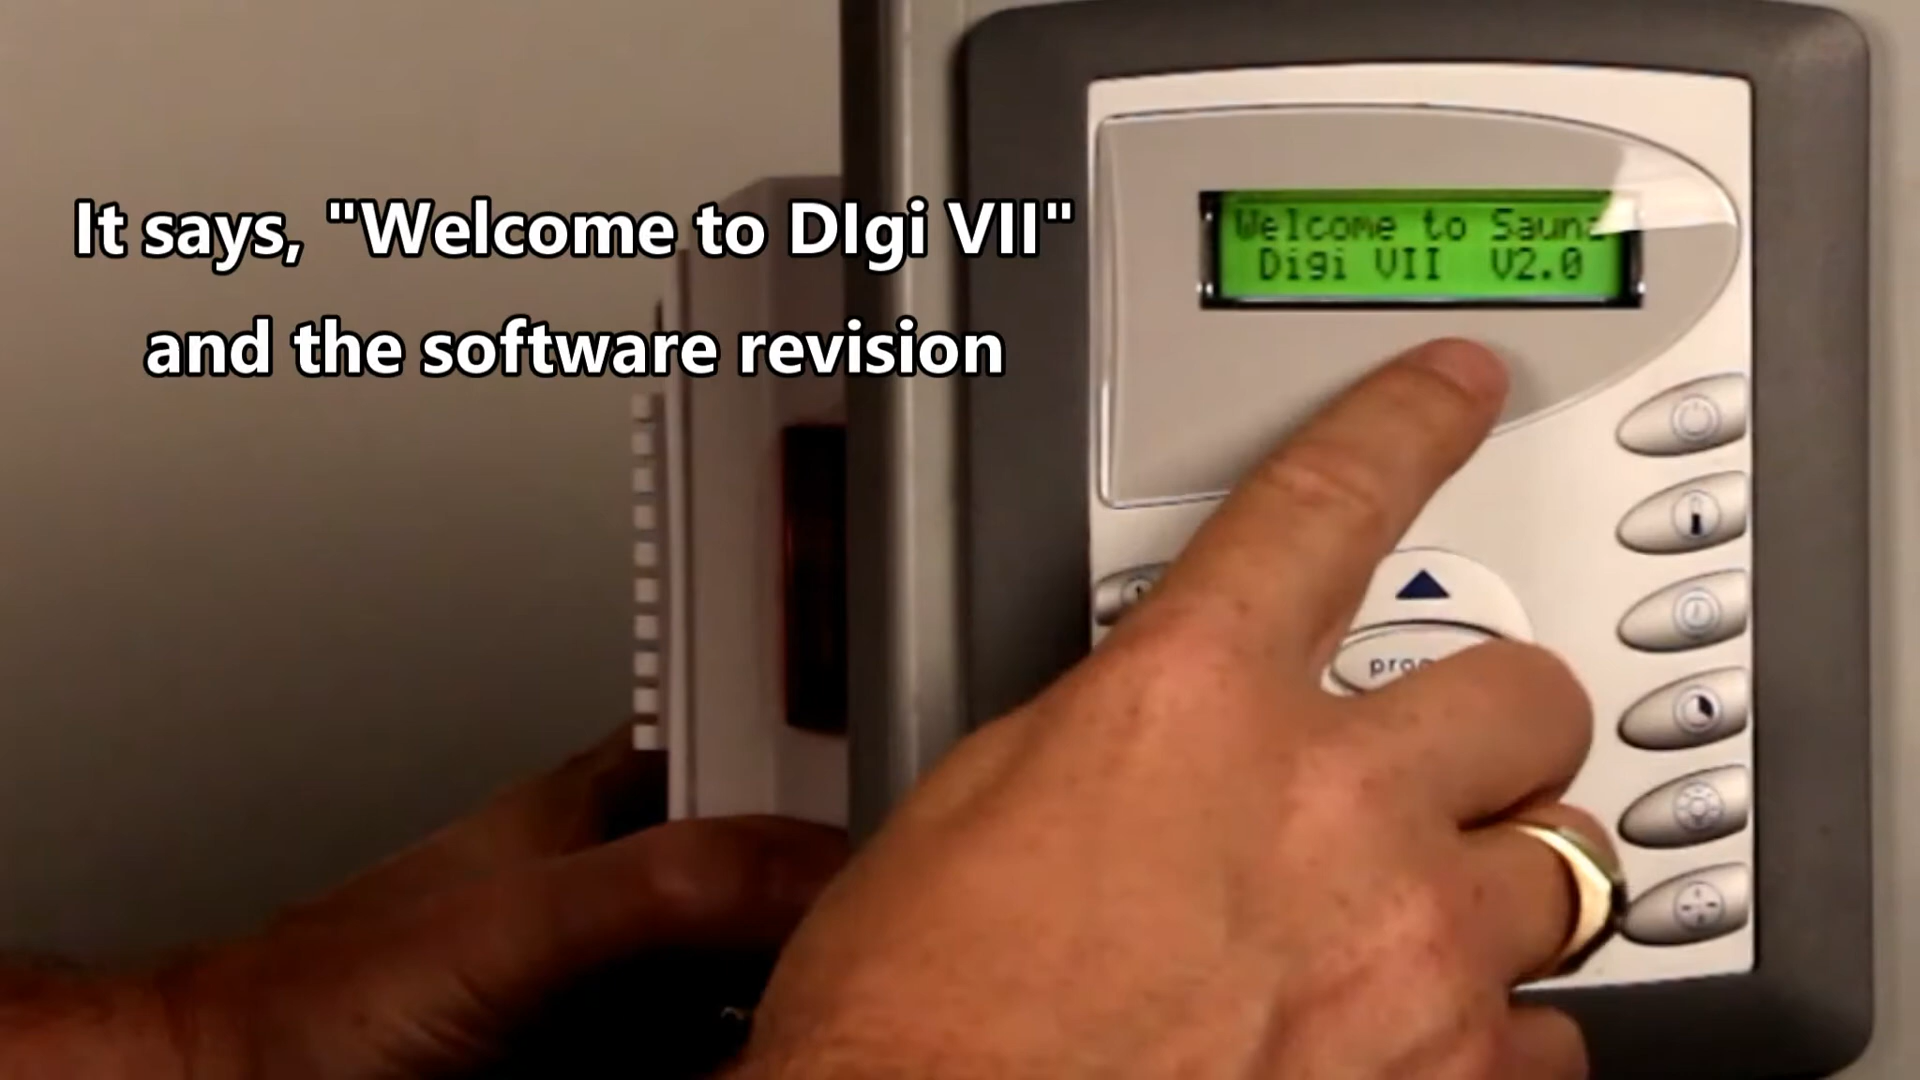 It says, "Welcome to DIgi VII"
and the software revision
Welcome to Sauna
Digi VII V2.0